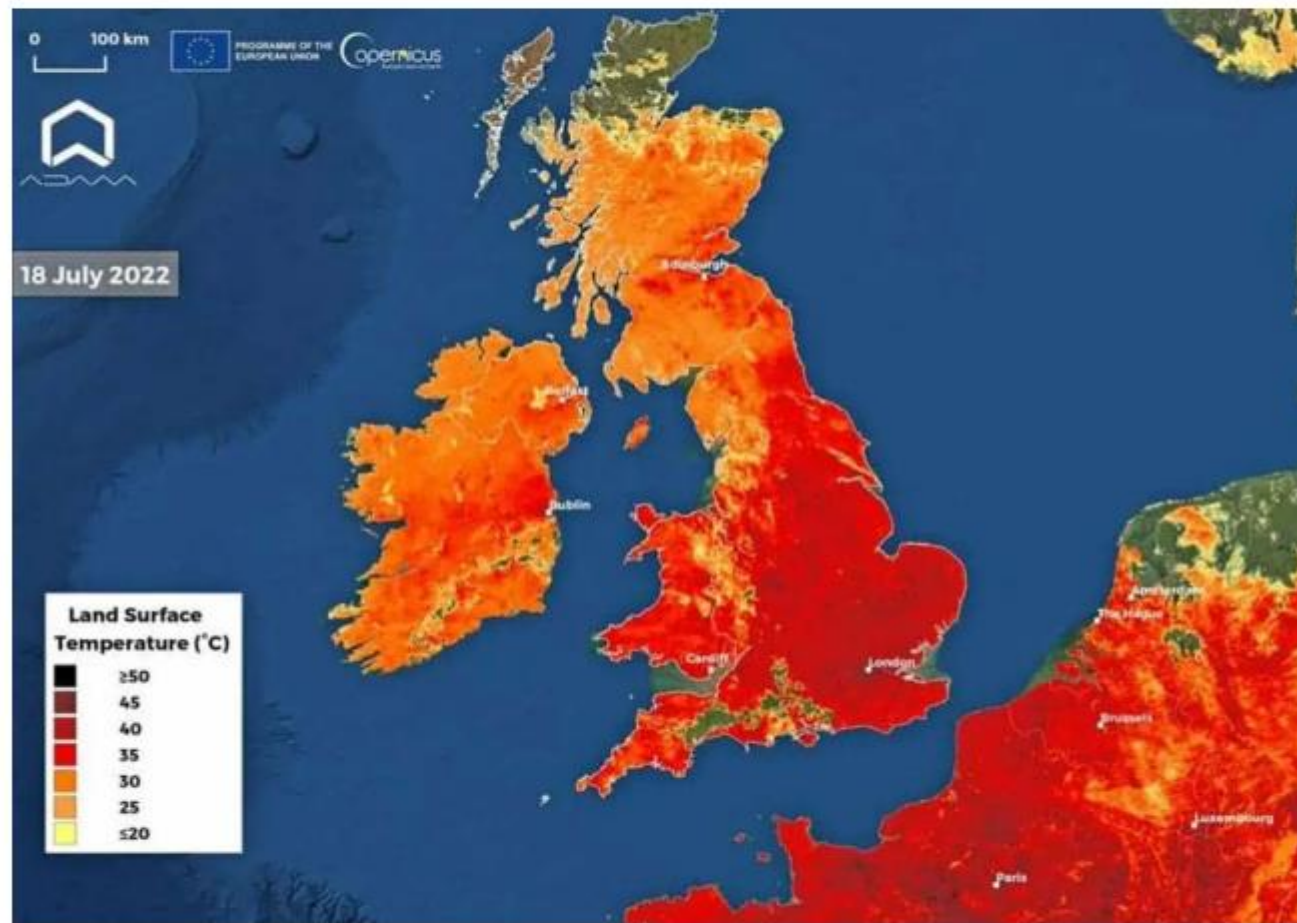 0 100 km
PROGRAMME OF THE
EUROPEAN UNION
opernicus
18 July 2022
Edinburgh
Belfast
Dublin
Cardiff
London
Amsterdam
The Hague
Brussels
Luxembourg
Paris
Land Surface
Temperature (°C)
≥50
45
40
35
30
25
≤20